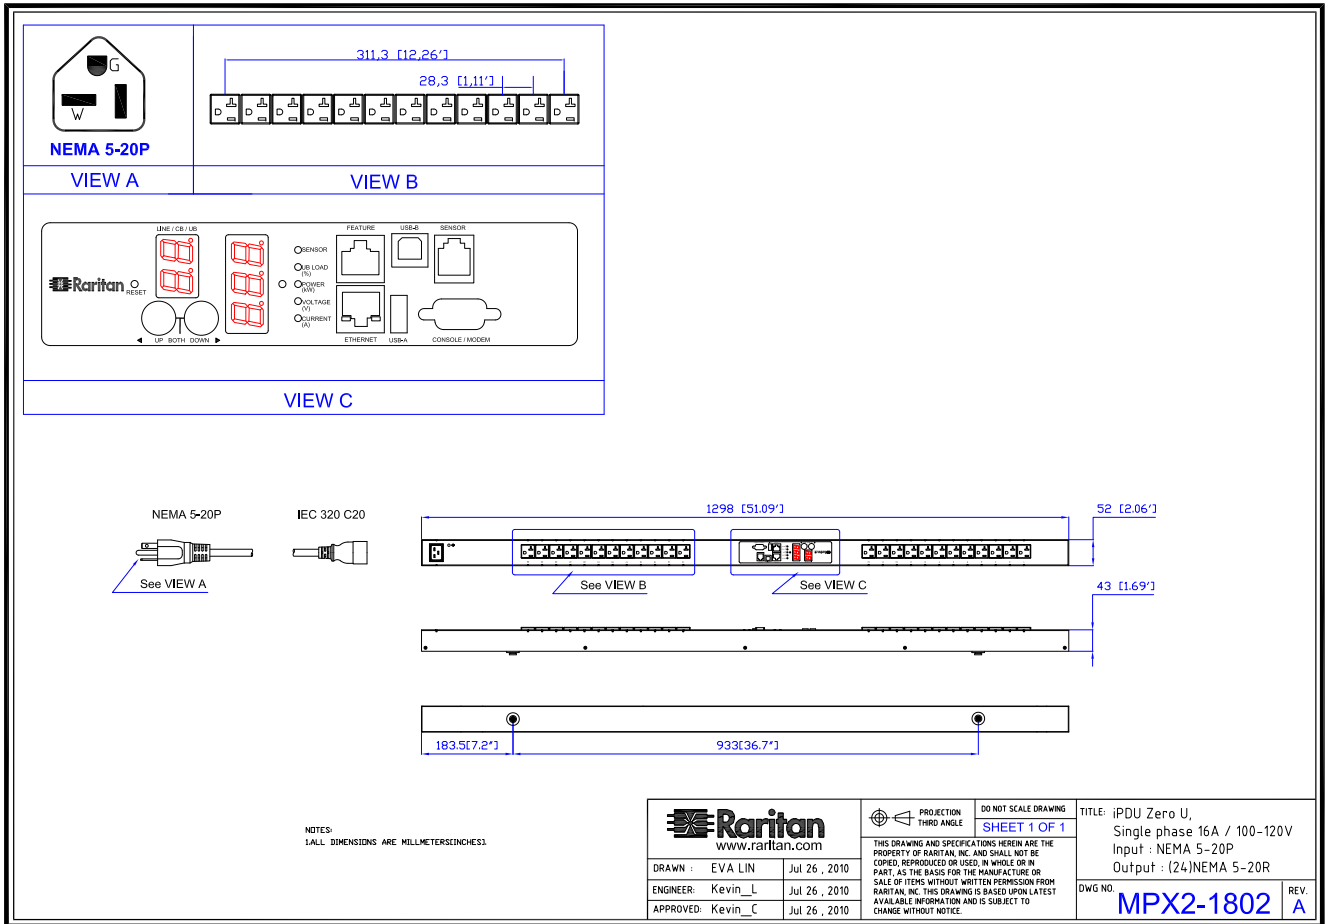 G
W
NEMA 5-20P
VIEW A
311,3 [12,26']
28,3 [1,11']
VIEW B
LINE / CB / UB
Raritan
RESET
UP BOTH DOWN
SENSOR
UB LOAD
(%)
POWER
(kW)
VOLTAGE
(V)
CURRENT
(A)
FEATURE
USB-B
SENSOR
ETHERNET
USB-A
CONSOLE / MODEM
VIEW C
NEMA 5-20P
IEC 320 C20
See VIEW A
1298 [51.09']
52 [2.06']
See VIEW B
See VIEW C
43 [1.69']
183.5[7.2"]
933[36.7"]
NOTES:
1.ALL DIMENSIONS ARE MILLMETERS[INCHES].
Raritan
www.raritan.com
DRAWN : EVA LIN Jul 26 , 2010
ENGINEER: Kevin_L Jul 26 , 2010
APPROVED: Kevin_C Jul 26 , 2010
PROJECTION
THIRD ANGLE
DO NOT SCALE DRAWING
SHEET 1 OF 1
THIS DRAWING AND SPECIFICATIONS HEREIN ARE THE
PROPERTY OF RARITAN, INC. AND SHALL NOT BE
COPIED, REPRODUCED OR USED, IN WHOLE OR IN
PART, AS THE BASIS FOR THE MANUFACTURE OR
SALE OF ITEMS WITHOUT WRITTEN PERMISSION FROM
RARITAN, INC. THIS DRAWING IS BASED UPON LATEST
AVAILABLE INFORMATION AND IS SUBJECT TO
CHANGE WITHOUT NOTICE.
TITLE: iPDU Zero U,
Single phase 16A / 100-120V
Input : NEMA 5-20P
Output : (24)NEMA 5-20R
DWG NO. MPX2-1802
REV. A